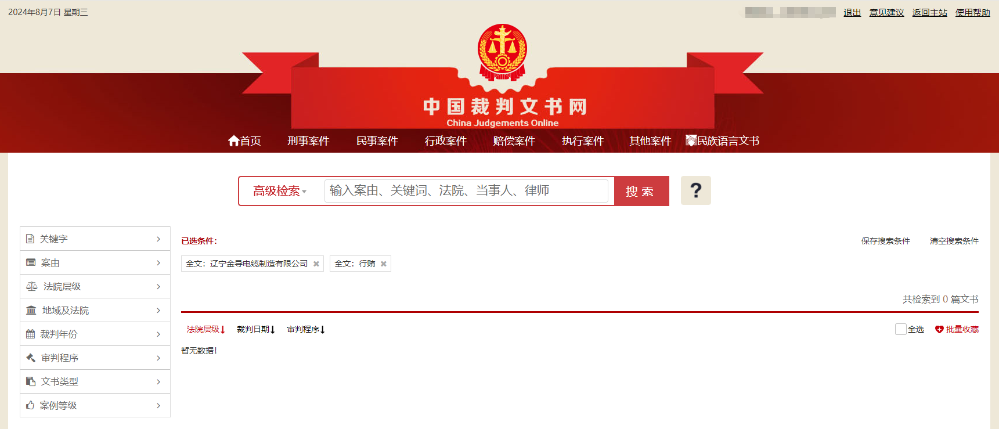 2024年8月7日 星期三
退出 意见建议 返回主站 使用帮助
中国裁判文书网
China Judgements Online
首页 刑事案件 民事案件 行政案件 赔偿案件 执行案件 其他案件 民族语言文书
高级检索 输入案由、关键词、法院、当事人、律师 搜索 ?
关键字
案由
法院层级
地域及法院
裁判年份
审判程序
文书类型
案例等级
已选条件： 保存搜索条件 清空搜索条件
全文：辽宁金导电缆制造有限公司 全文：行贿
共检索到 0 篇文书
法院层级 裁判日期 审判程序 全选 批量收藏
暂无数据！